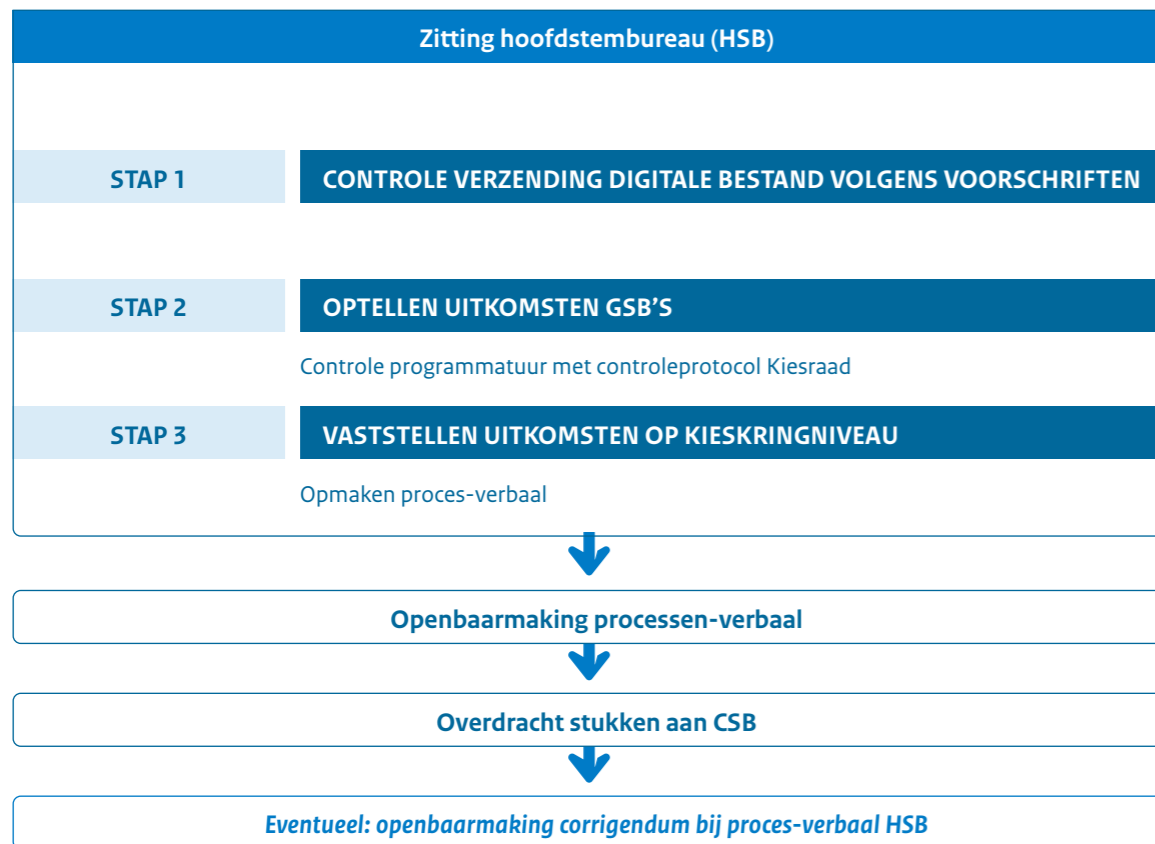 Zitting hoofdstembureau (HSB)
STAP 1
CONTROLE VERZENDING DIGITALE BESTAND VOLGENS VOORSCHRIFTEN
STAP 2
OPTELLEN UITKOMSTEN GSB'S
Controle programmatuur met controleprotocol Kiesraad
STAP 3
VASTSTELLEN UITKOMSTEN OP KIESKRINGNIVEAU
Opmaken proces-verbaal
Openbaarmaking processen-verbaal
Overdracht stukken aan CSB
Eventueel: openbaarmaking corrigendum bij proces-verbaal HSB